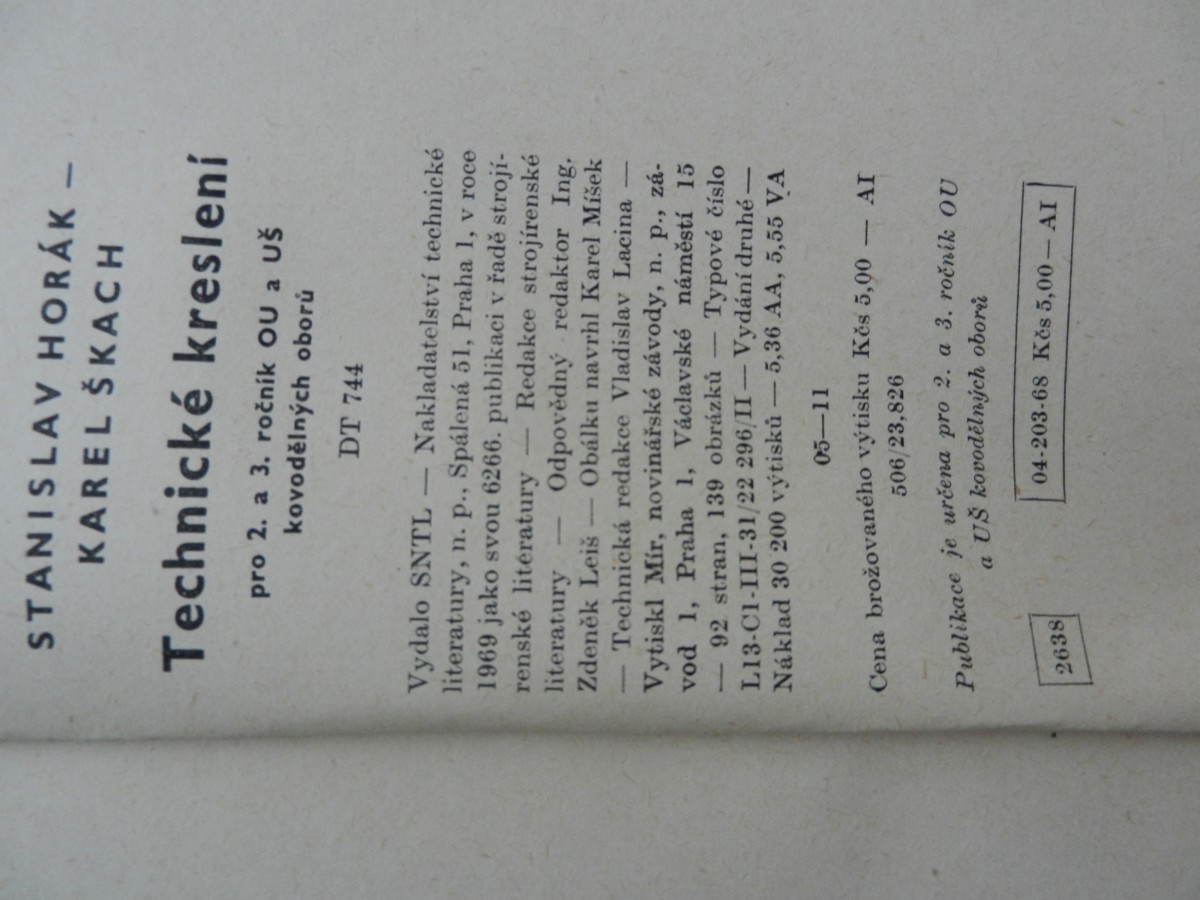 STANISLAV HORÁK –
KAREL ŠKACH
Technické kreslení
pro 2. a 3. ročník OU a UŠ
kovodělných oborů
DT 744
Vydalo SNTL — Nakladatelství technické
literatury, n. p., Spálená 51, Praha 1, v roce
1969 jako svou 6266. publikaci v řadě strojí-
renské literatury — Redakce strojírenské
literatury — Odpovědný redaktor Ing.
Zdeněk Leiš — Obálku navrhl Karel Míšek
— Technická redakce Vladislav Lacina —
Vytiskl Mír, novinářské závody, n. p., zá-
vod 1, Praha 1, Václavské náměstí 15
— 92 stran, 139 obrázků — Typové číslo
L13-C1-III-31/22 296/II — Vydání druhé —
Náklad 30 200 výtisků — 5,36 AA, 5,55 VA
05—11
Cena brožovaného výtisku Kčs 5,00 — AI
506/23,826
Publikace je určena pro 2. a 3. ročník OU
a UŠ kovodělných oborů
2638
04-203-68 Kčs 5,00 — AI